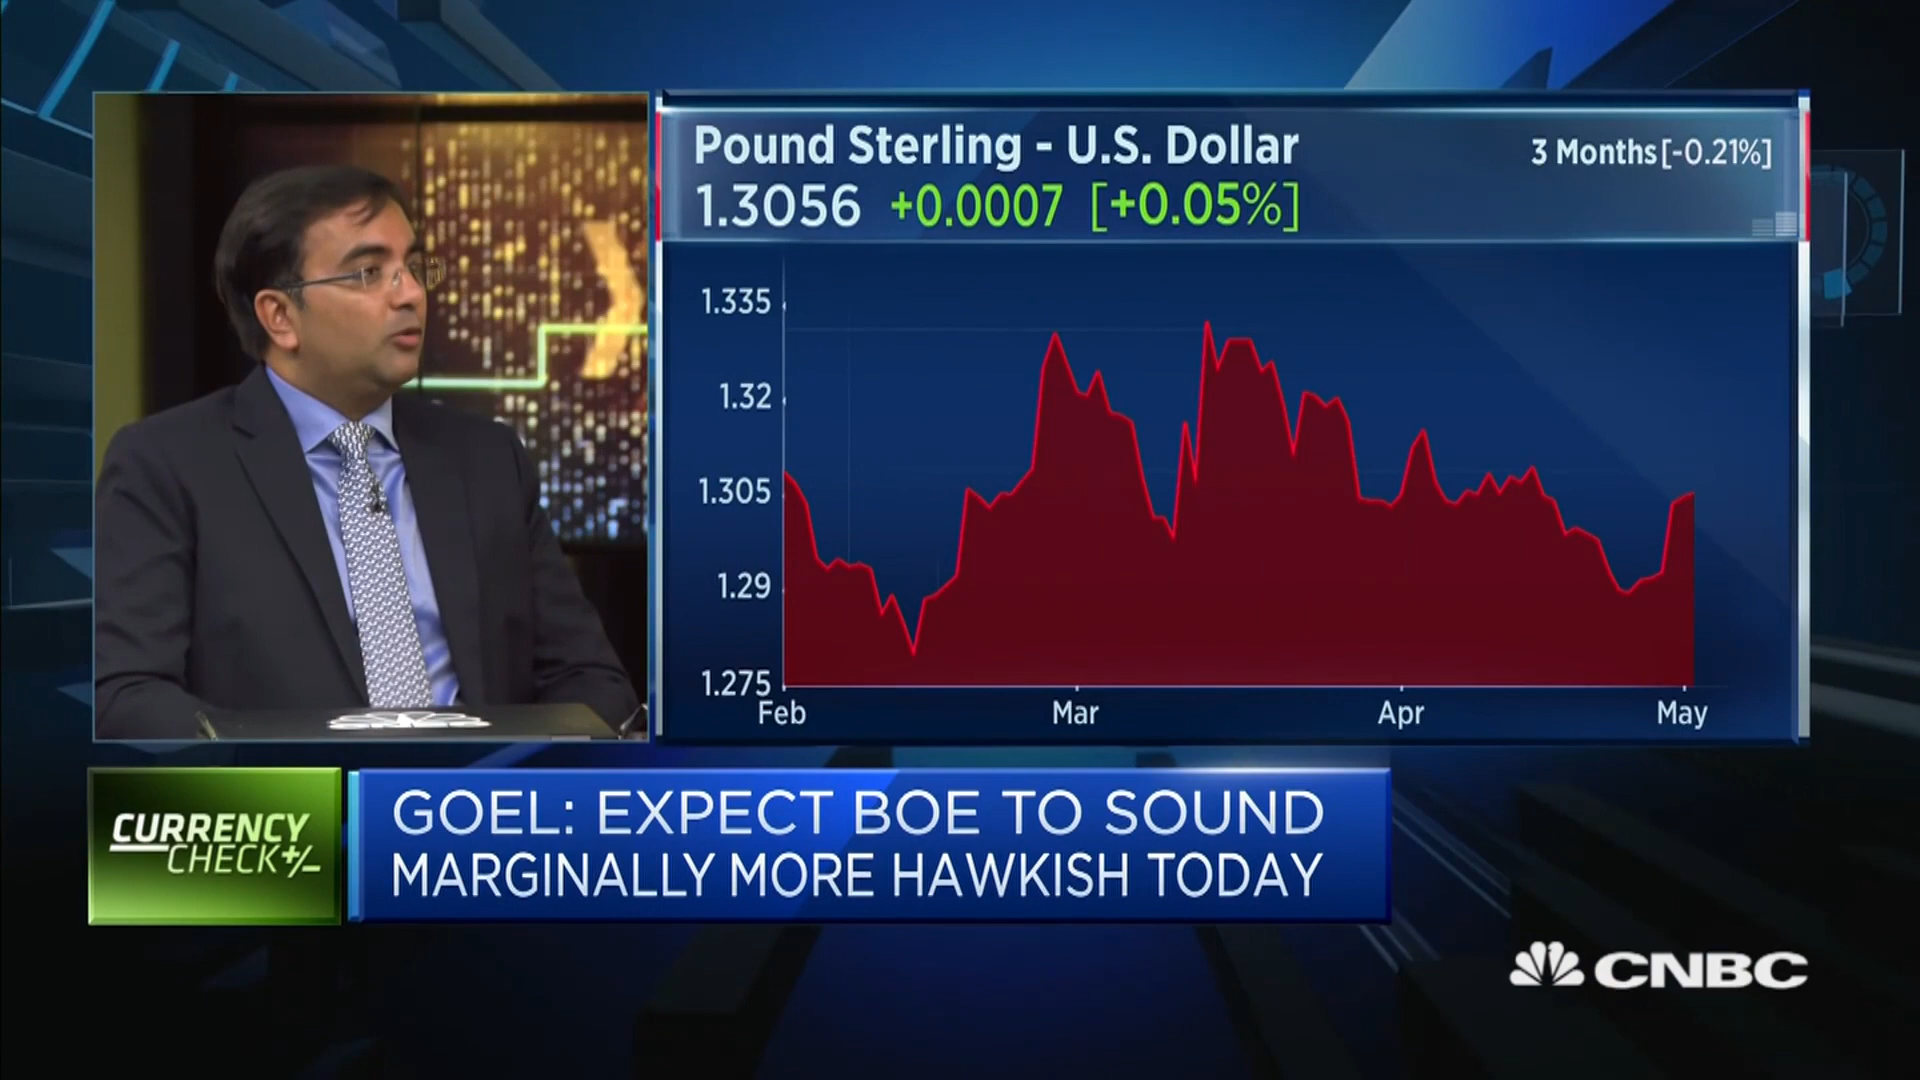 Pound Sterling - U.S. Dollar
3 Months [-0.21%]
1.3056 +0.0007 [+0.05%]
1.335
1.32
1.305
1.29
1.275
Feb Mar Apr May
CURRENCY
CHECK+/-
GOEL: EXPECT BOE TO SOUND
MARGINALLY MORE HAWKISH TODAY
CNBC